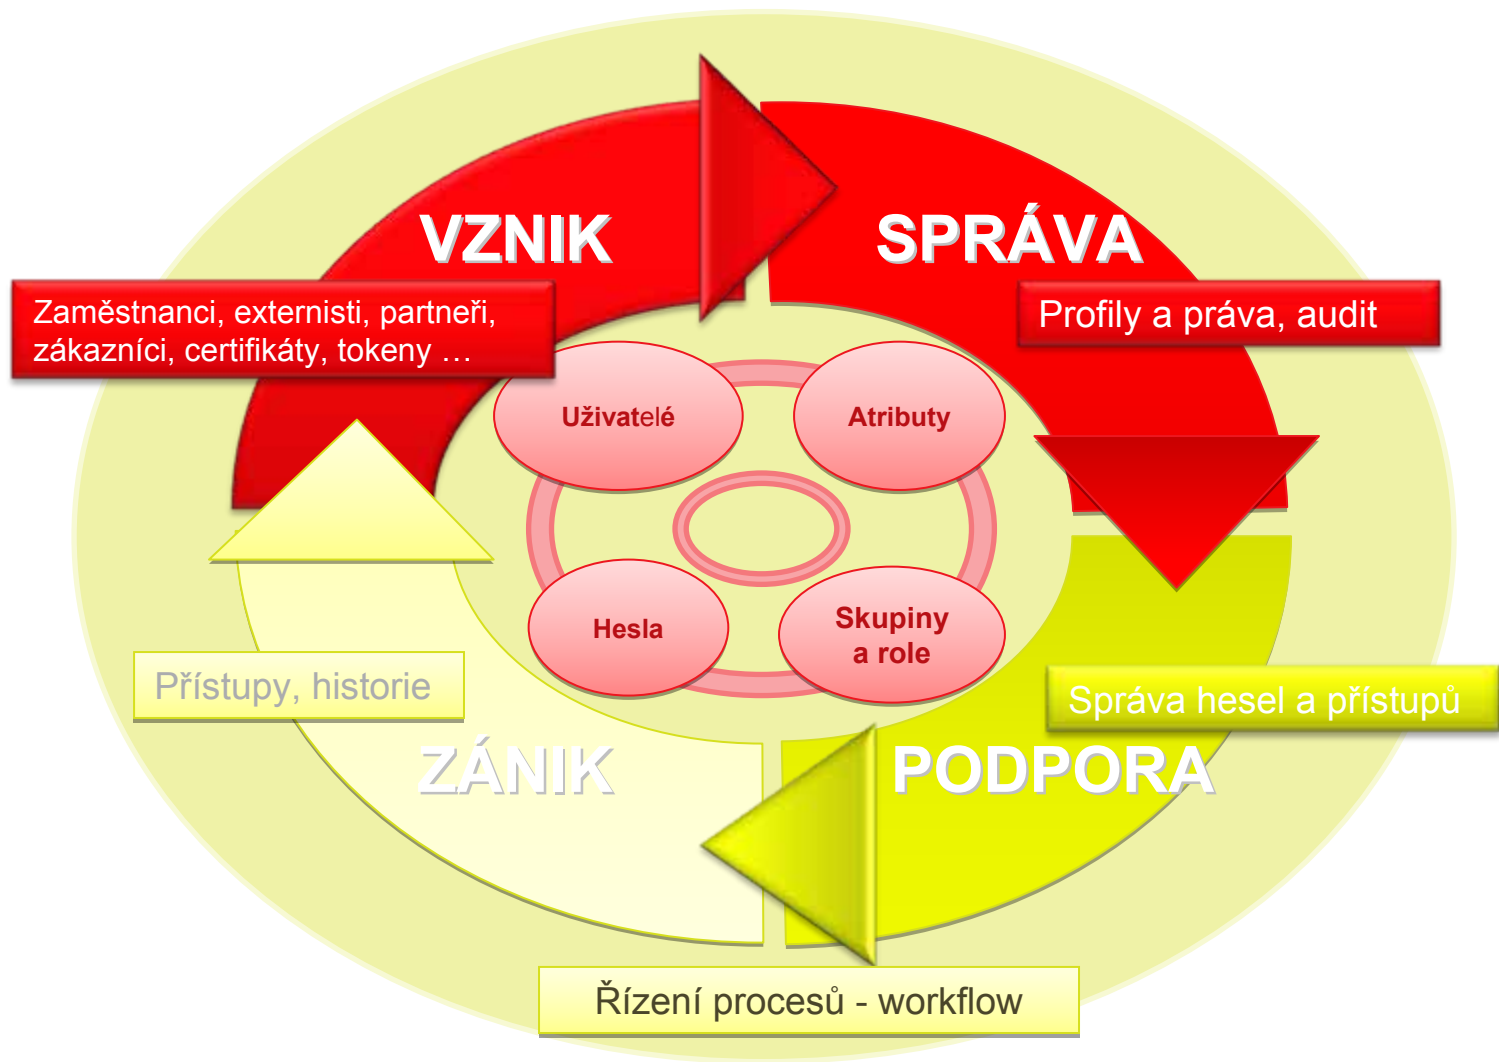 VZNIK
SPRÁVA
Zaměstnanci, externisti, partneři,
zákazníci, certifikáty, tokeny ...
Profily a práva, audit
Uživatelé
Atributy
Hesla
Skupiny
a role
Přístupy, historie
Správa hesel a přístupů
ZÁNIK
PODPORA
Řízení procesů - workflow